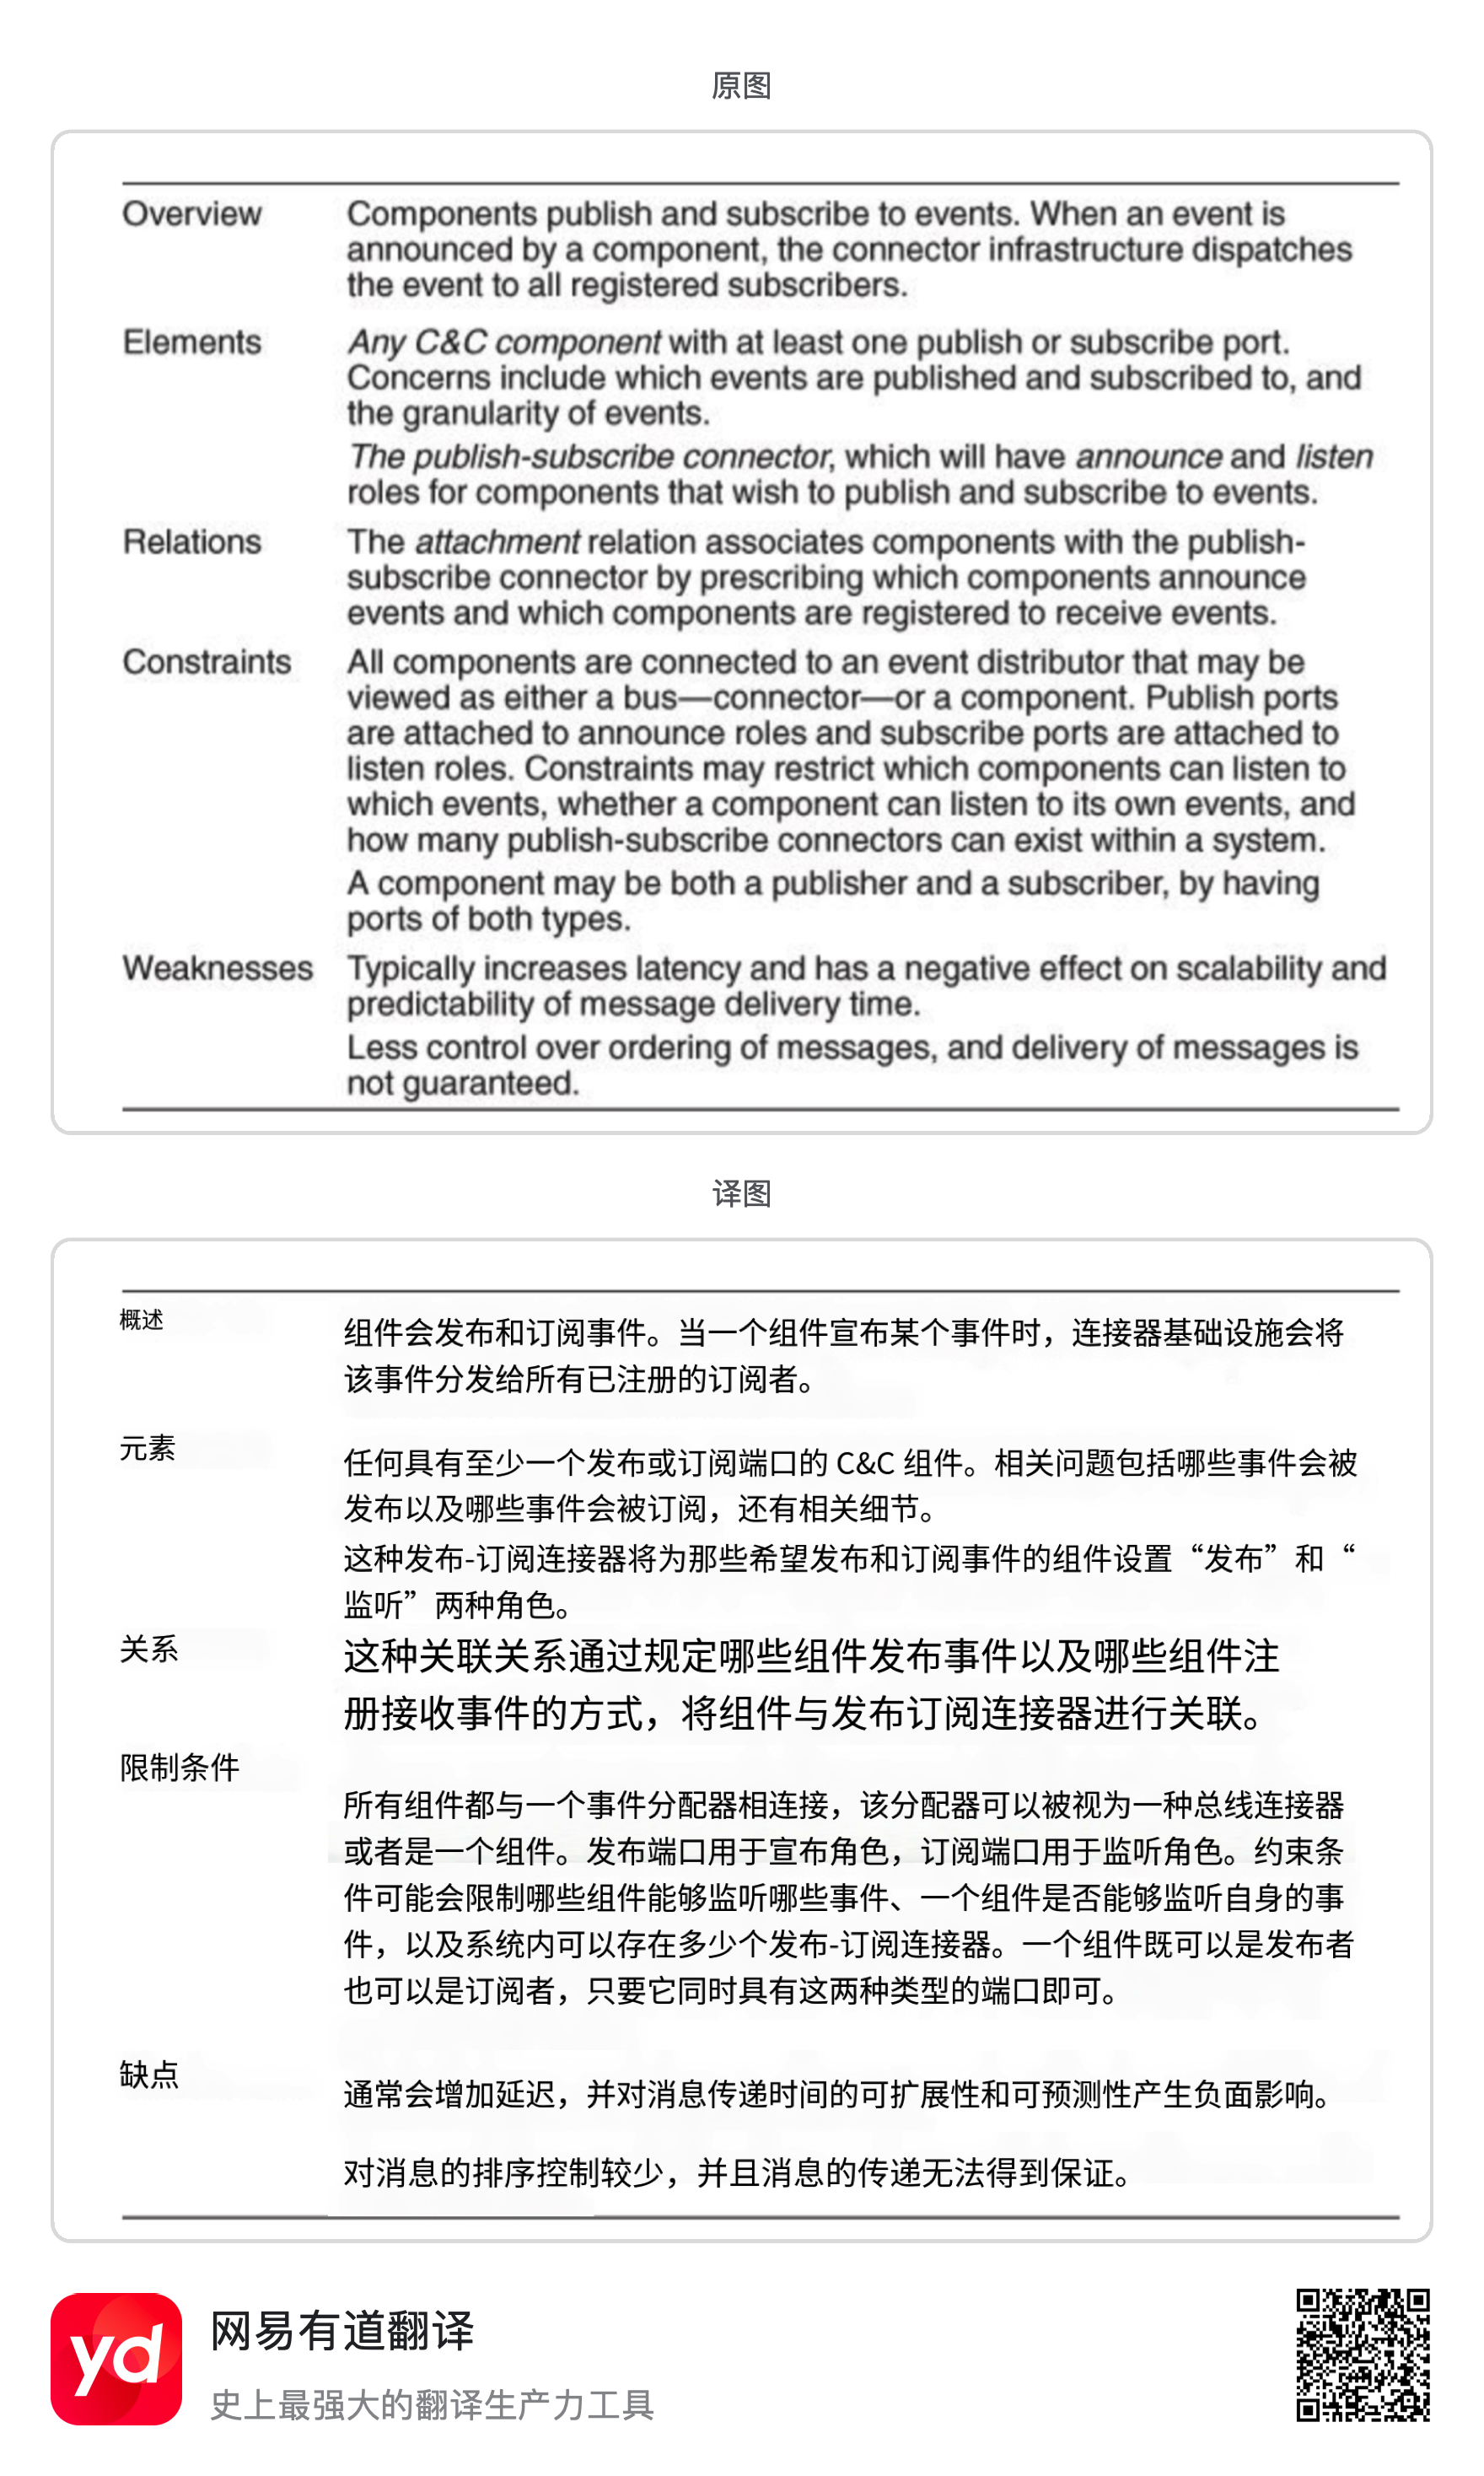 原图
Overview
Components publish and subscribe to events. When an event is
announced by a component, the connector infrastructure dispatches
the event to all registered subscribers.
Elements
Any C&C component with at least one publish or subscribe port.
Concerns include which events are published and subscribed to, and
the granularity of events.
The publish-subscribe connector, which will have announce and listen
roles for components that wish to publish and subscribe to events.
Relations
The attachment relation associates components with the publish-
subscribe connector by prescribing which components announce
events and which components are registered to receive events.
Constraints
All components are connected to an event distributor that may be
viewed as either a bus—connector—or a component. Publish ports
are attached to announce roles and subscribe ports are attached to
listen roles. Constraints may restrict which components can listen to
which events, whether a component can listen to its own events, and
how many publish-subscribe connectors can exist within a system.
A component may be both a publisher and a subscriber, by having
ports of both types.
Weaknesses
Typically increases latency and has a negative effect on scalability and
predictability of message delivery time.
Less control over ordering of messages, and delivery of messages is
not guaranteed.
译图
概述
组件会发布和订阅事件。当一个组件宣布某个事件时，连接器基础设施会将
该事件分发给所有已注册的订阅者。
元素
任何具有至少一个发布或订阅端口的 C&C 组件。相关问题包括哪些事件会被
发布以及哪些事件会被订阅，还有相关细节。
这种发布-订阅连接器将为那些希望发布和订阅事件的组件设置“发布”和“
监听”两种角色。
关系
这种关联关系通过规定哪些组件发布事件以及哪些组件注
册接收事件的方式，将组件与发布订阅连接器进行关联。
限制条件
所有组件都与一个事件分配器相连接，该分配器可以被视为一种总线连接器
或者是一个组件。发布端口用于宣布角色，订阅端口用于监听角色。约束条
件可能会限制哪些组件能够监听哪些事件、一个组件是否能够监听自身的事
件，以及系统内可以存在多少个发布-订阅连接器。一个组件既可以是发布者
也可以是订阅者，只要它同时具有这两种类型的端口即可。
缺点
通常会增加延迟，并对消息传递时间的可扩展性和可预测性产生负面影响。
对消息的排序控制较少，并且消息的传递无法得到保证。
yd
网易有道翻译
史上最强大的翻译生产力工具